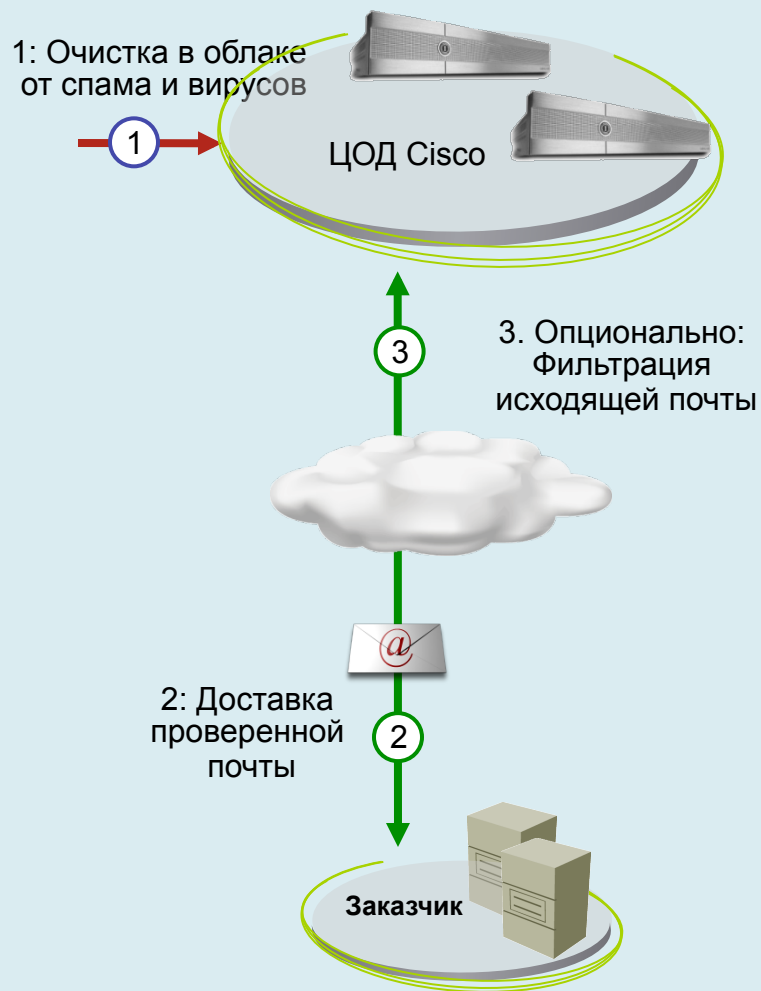 1: Очистка в облаке
от спама и вирусов
1
ЦОД Cisco
3
3. Опционально:
Фильтрация
исходящей почты
@
2: Доставка
проверенной
почты
2
Заказчик